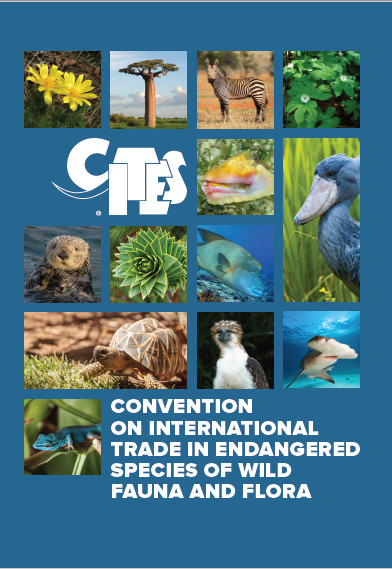 CITES
®
CONVENTION
ON INTERNATIONAL
TRADE IN ENDANGERED
SPECIES OF WILD
FAUNA AND FLORA